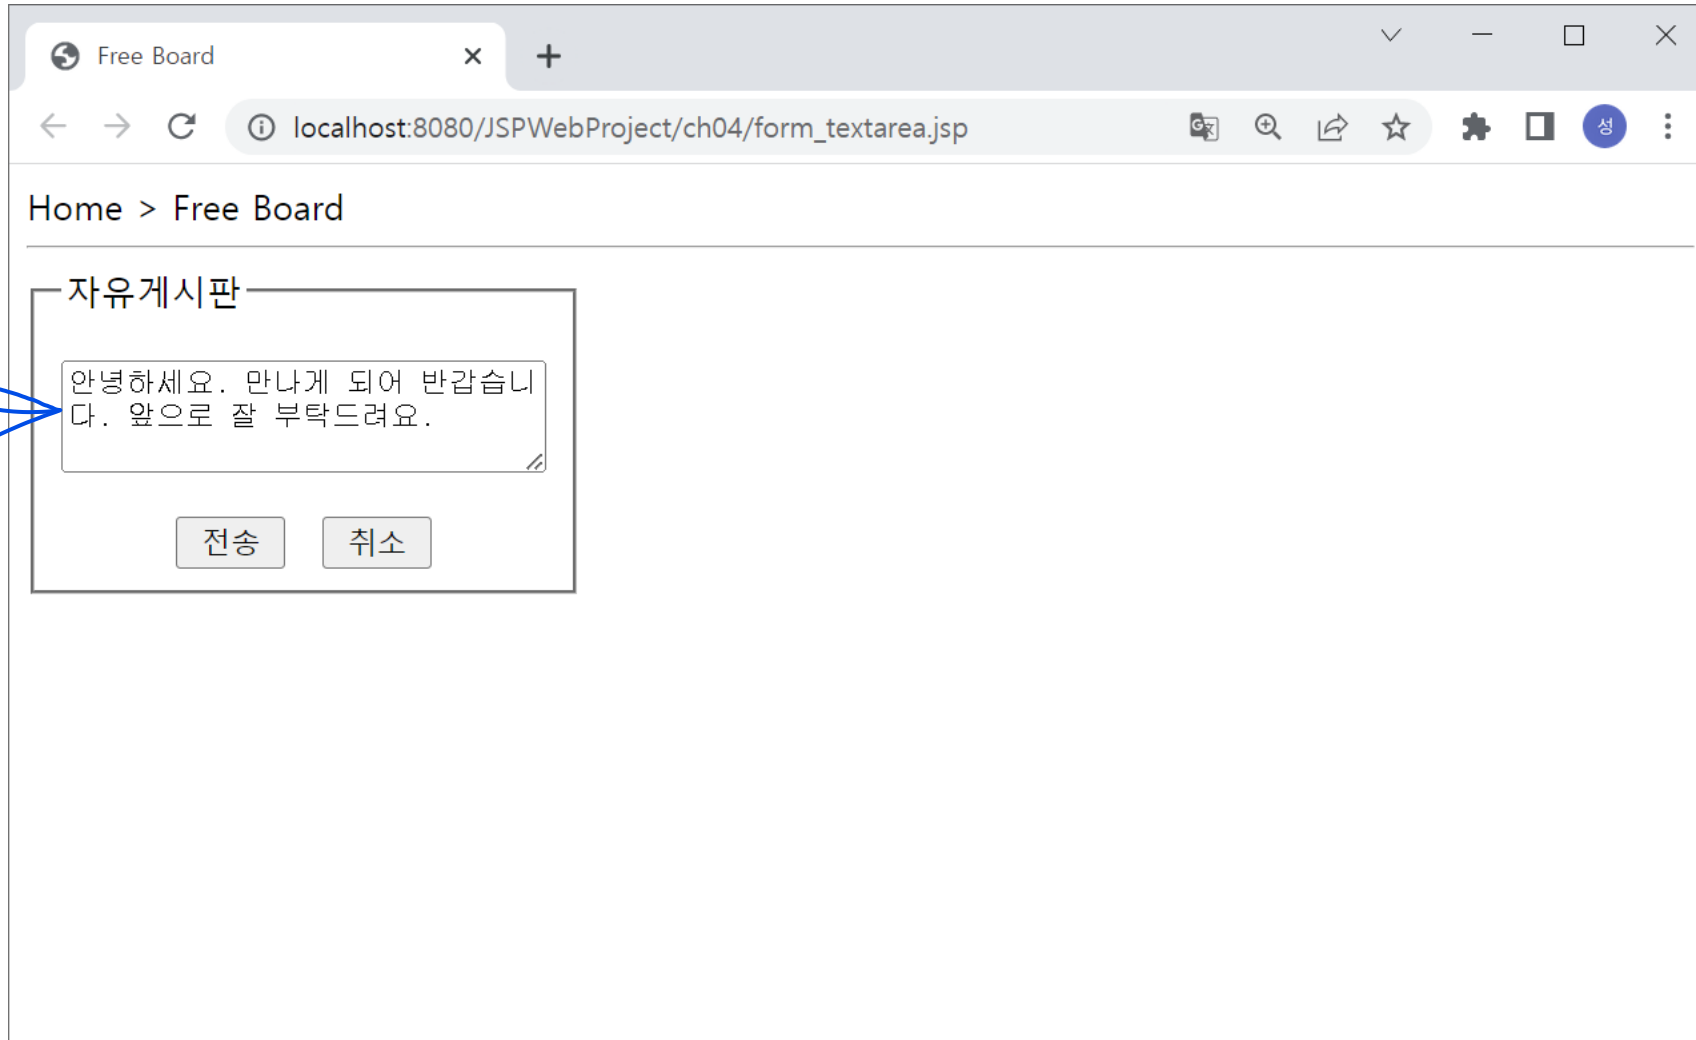 Free Board
localhost:8080/JSPWebProject/ch04/form_textarea.jsp
성
Home > Free Board
자유게시판
안녕하세요. 만나게 되어 반갑습니
다. 앞으로 잘 부탁드려요.
전송 취소